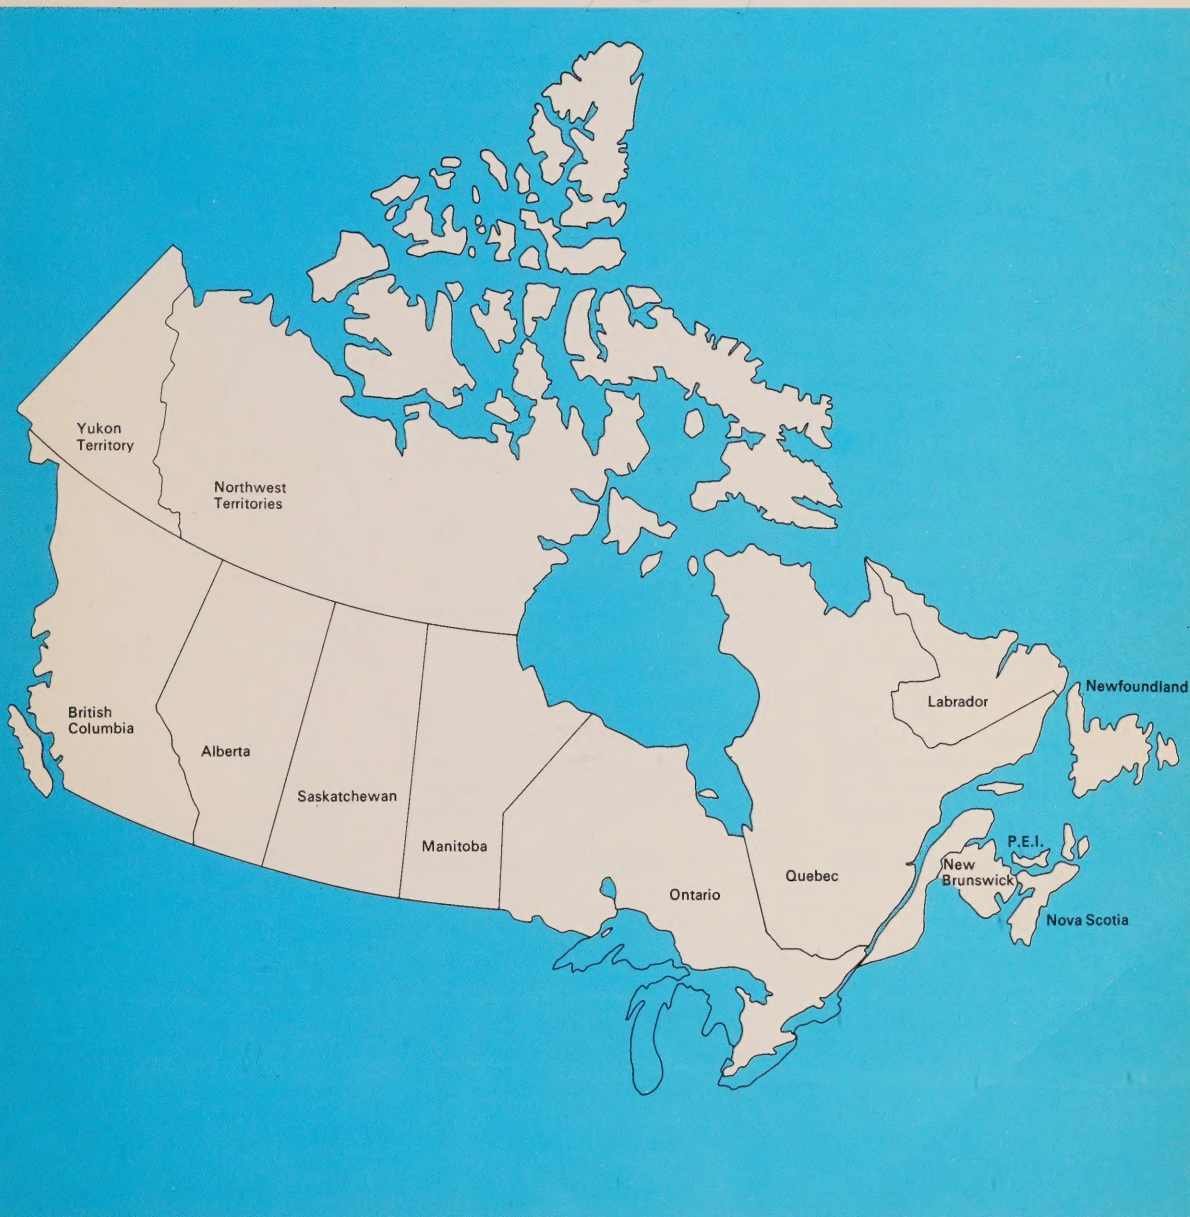 Yukon
Territory
Northwest
Territories
British
Columbia
Alberta
Saskatchewan
Manitoba
Ontario
Quebec
Labrador
Newfoundland
P.E.I.
New
Brunswick
Nova Scotia